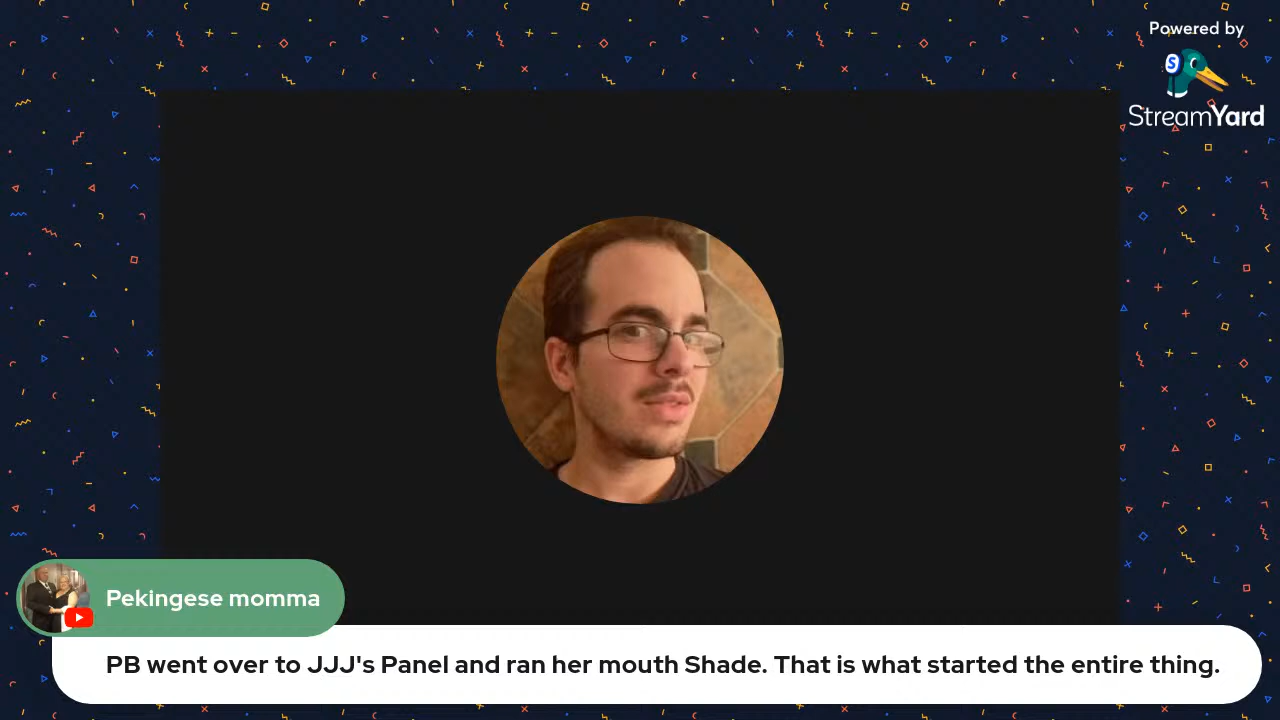 Powered by
S
StreamYard
Pekingese momma
PB went over to JJJ's Panel and ran her mouth Shade. That is what started the entire thing.